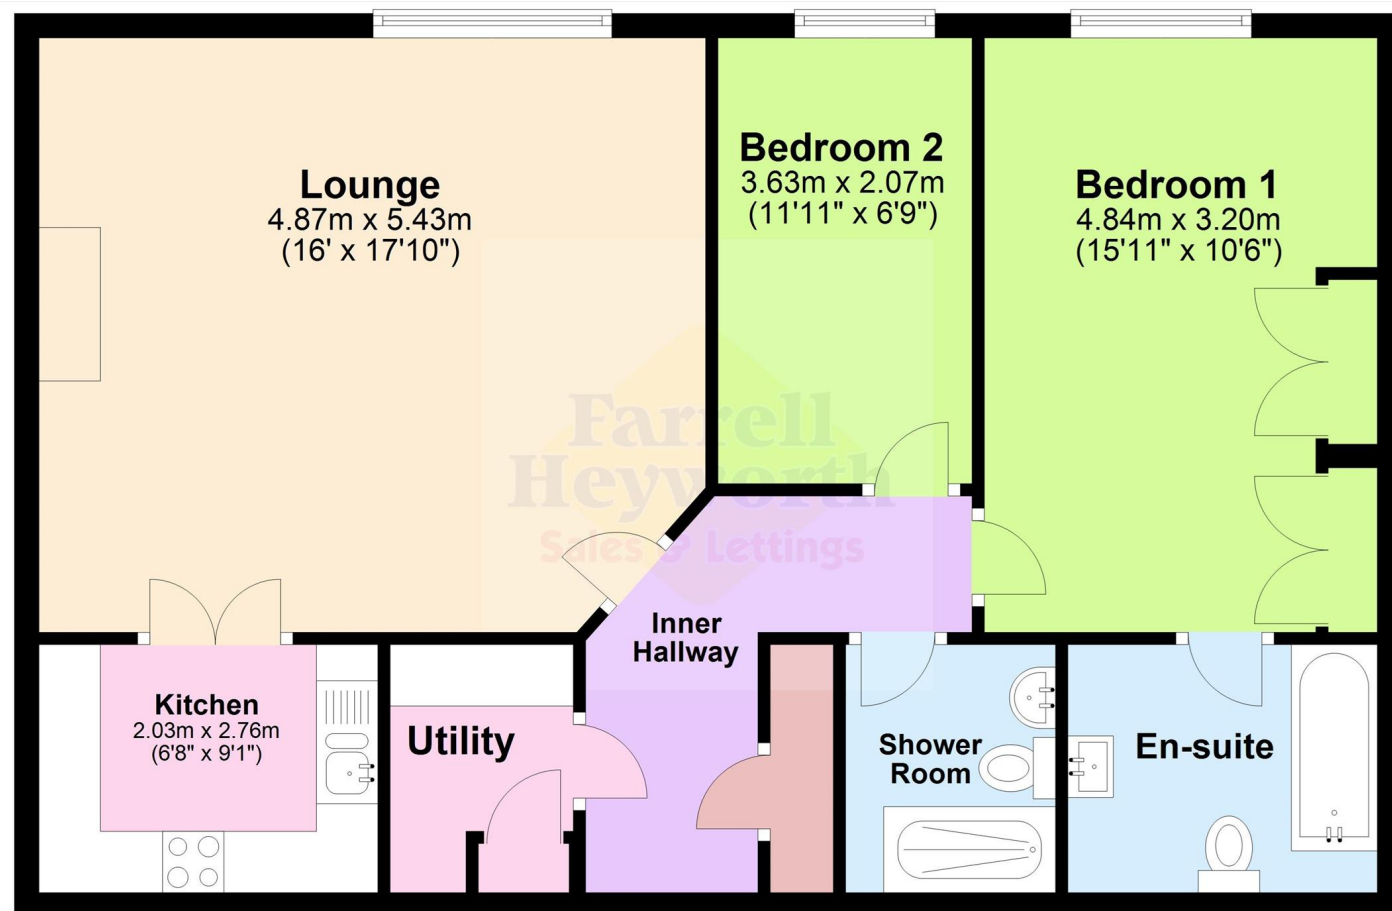 Lounge
4.87m x 5.43m
(16' x 17'10")
Bedroom 2
3.63m x 2.07m
(11'11" x 6'9")
Bedroom 1
4.84m x 3.20m
(15'11" x 10'6")
Farrell
Heyworth
Sales & Lettings
Inner
Hallway
Kitchen
2.03m x 2.76m
(6'8" x 9'1")
Utility
Shower
Room
En-suite